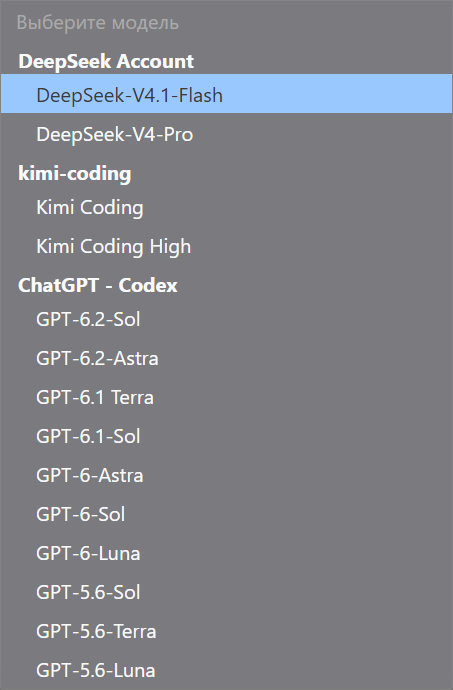 Выберите модель
DeepSeek Account
DeepSeek-V4.1-Flash
DeepSeek-V4-Pro
kimi-coding
Kimi Coding
Kimi Coding High
ChatGPT - Codex
GPT-6.2-Sol
GPT-6.2-Astra
GPT-6.1 Terra
GPT-6.1-Sol
GPT-6-Astra
GPT-6-Sol
GPT-6-Luna
GPT-5.6-Sol
GPT-5.6-Terra
GPT-5.6-Luna